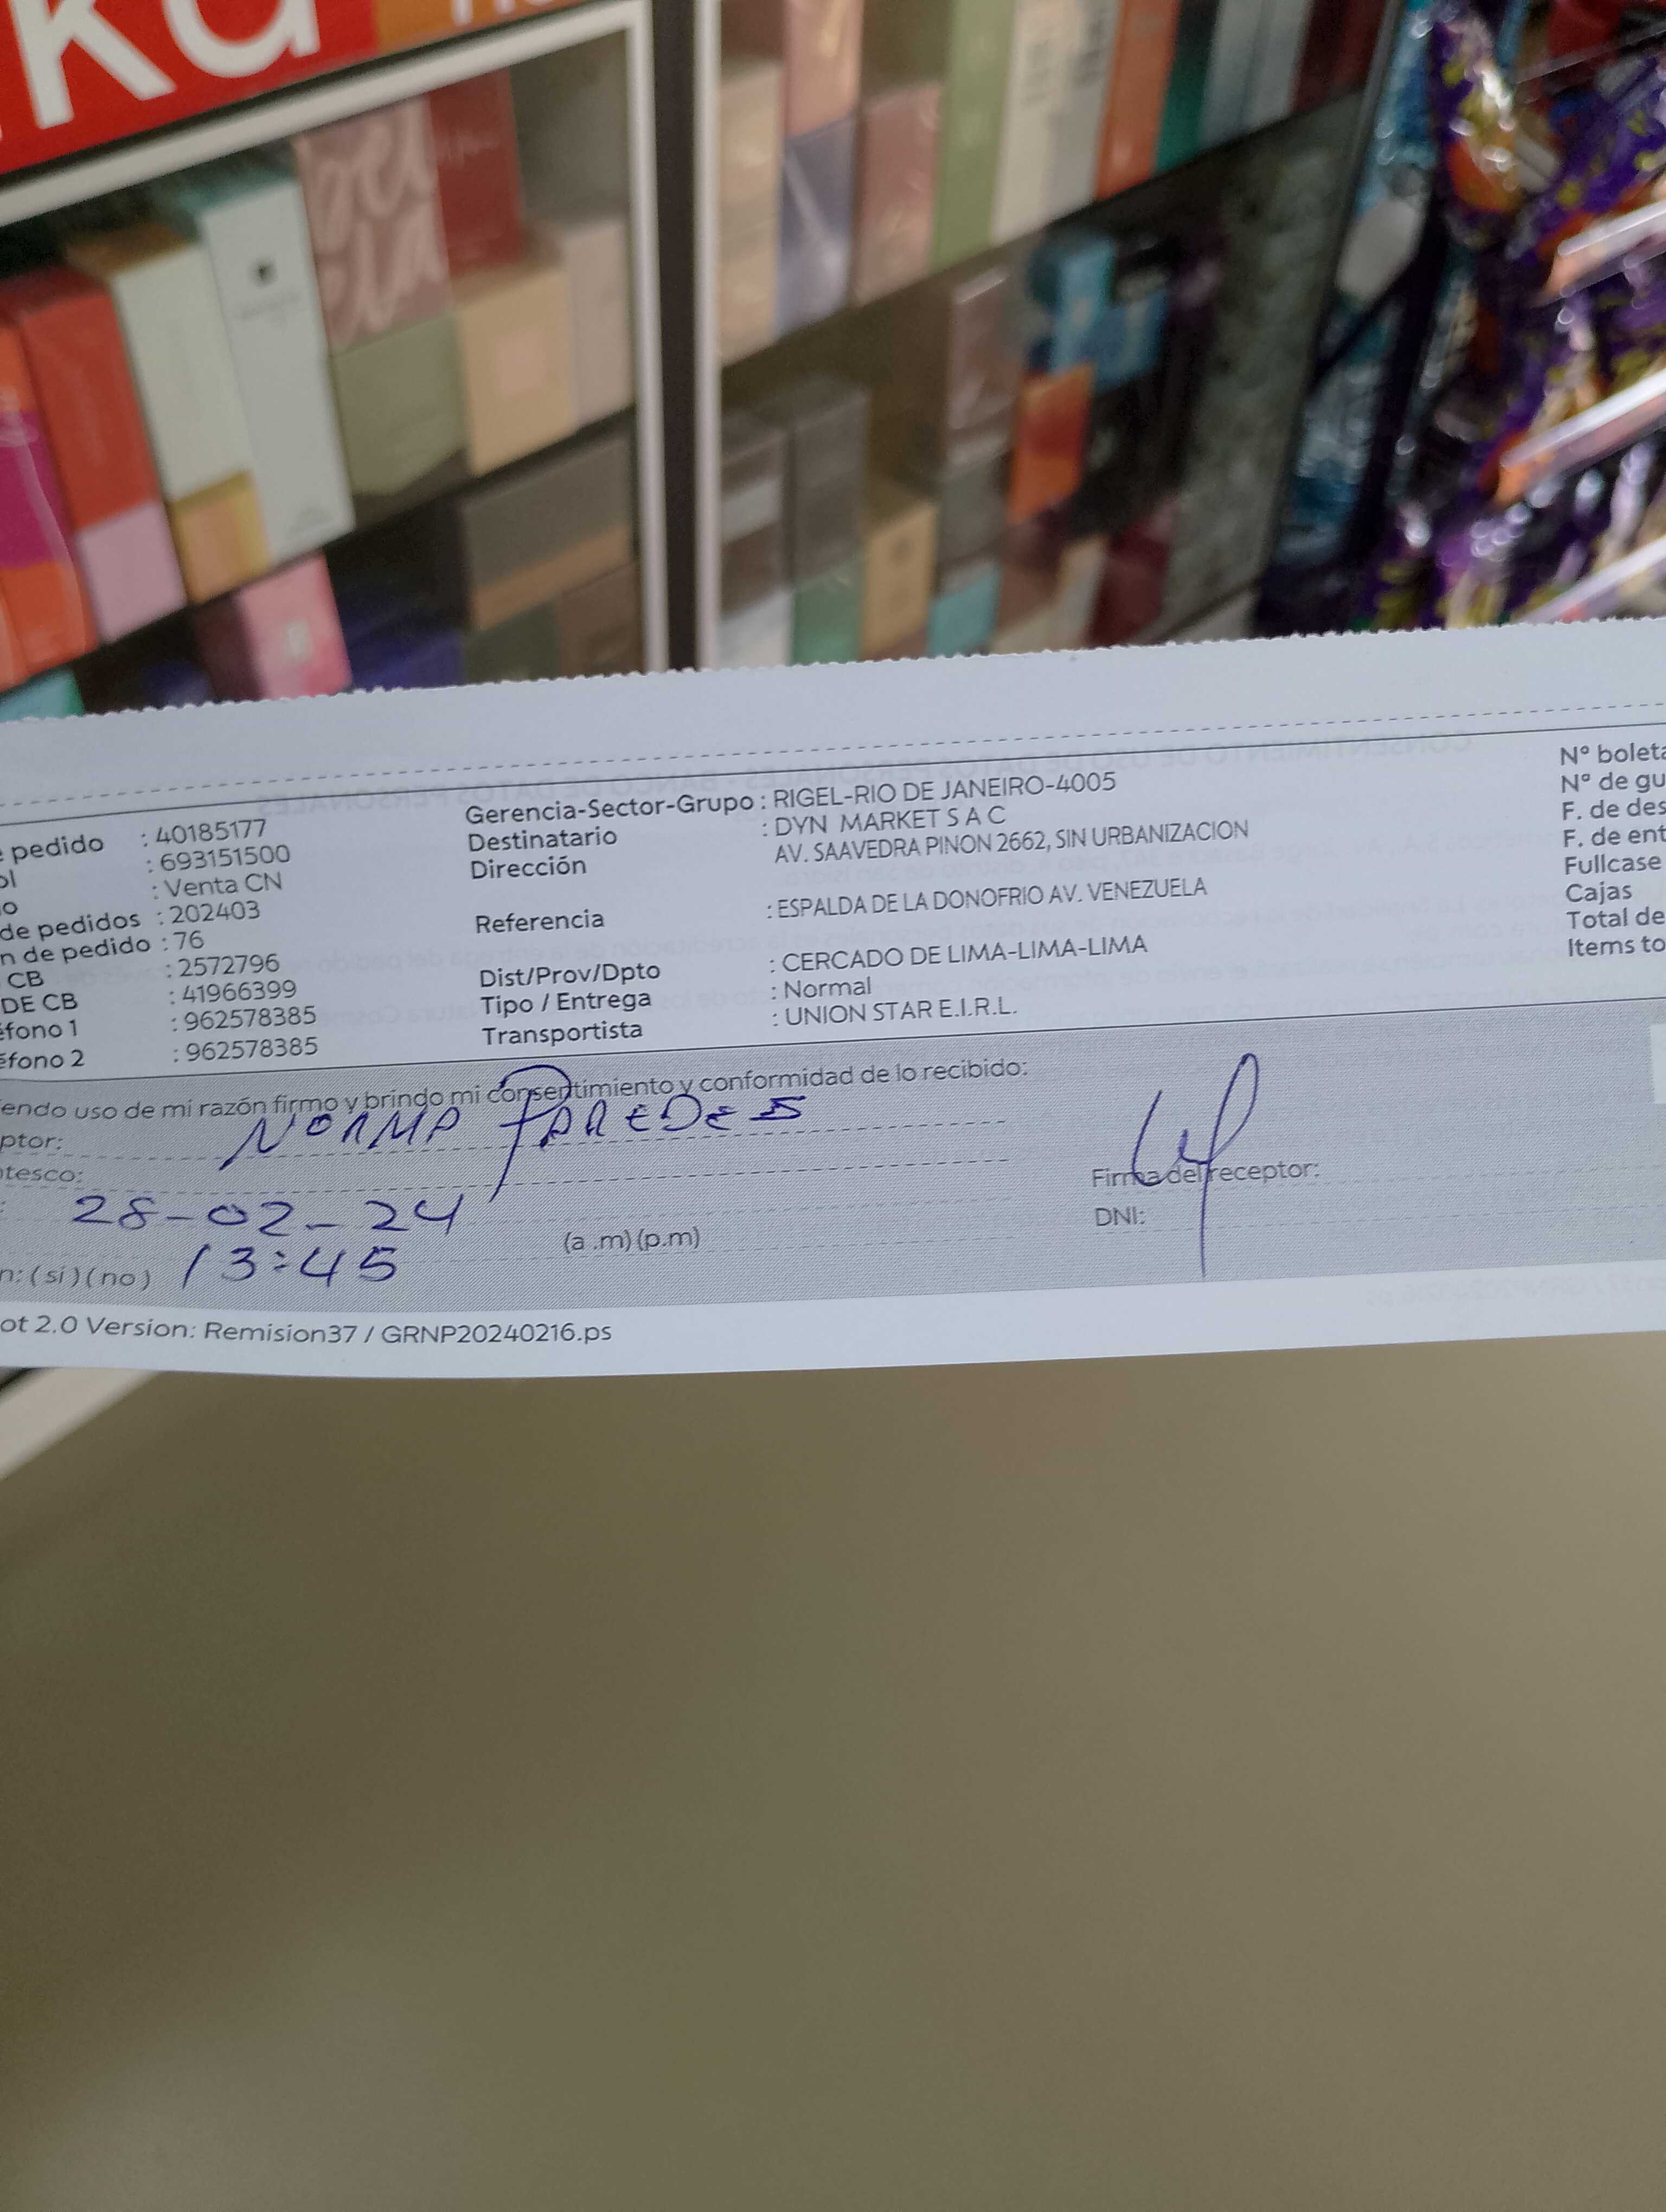 ka
e pedido : 40185177
ol : 693151500
o : Venta CN
de pedidos : 202403
n de pedido : 76
CB : 2572796
DE CB : 41966399
éfono 1 : 962578385
éfono 2 : 962578385
Gerencia-Sector-Grupo : RIGEL-RIO DE JANEIRO-4005
Destinatario : DYN MARKET S A C
Dirección AV. SAAVEDRA PINON 2662, SIN URBANIZACION
Referencia : ESPALDA DE LA DONOFRIO AV. VENEZUELA
Dist/Prov/Dpto : CERCADO DE LIMA-LIMA-LIMA
Tipo / Entrega : Normal
Transportista : UNION STAR E.I.R.L.
N° boleta
N° de gu
F. de des
F. de ent
Fullcase
Cajas
Total de
Items to
endo uso de mi razón firmo y brindo mi consentimiento y conformidad de lo recibido:
ptor: NORMA PAREDES
ntesco:
: 28-02-24
(a .m) (p.m)
n: (si) (no) 13:45
Firma del receptor:
DNI:
ot 2.0 Version: Remision37 / GRNP20240216.ps